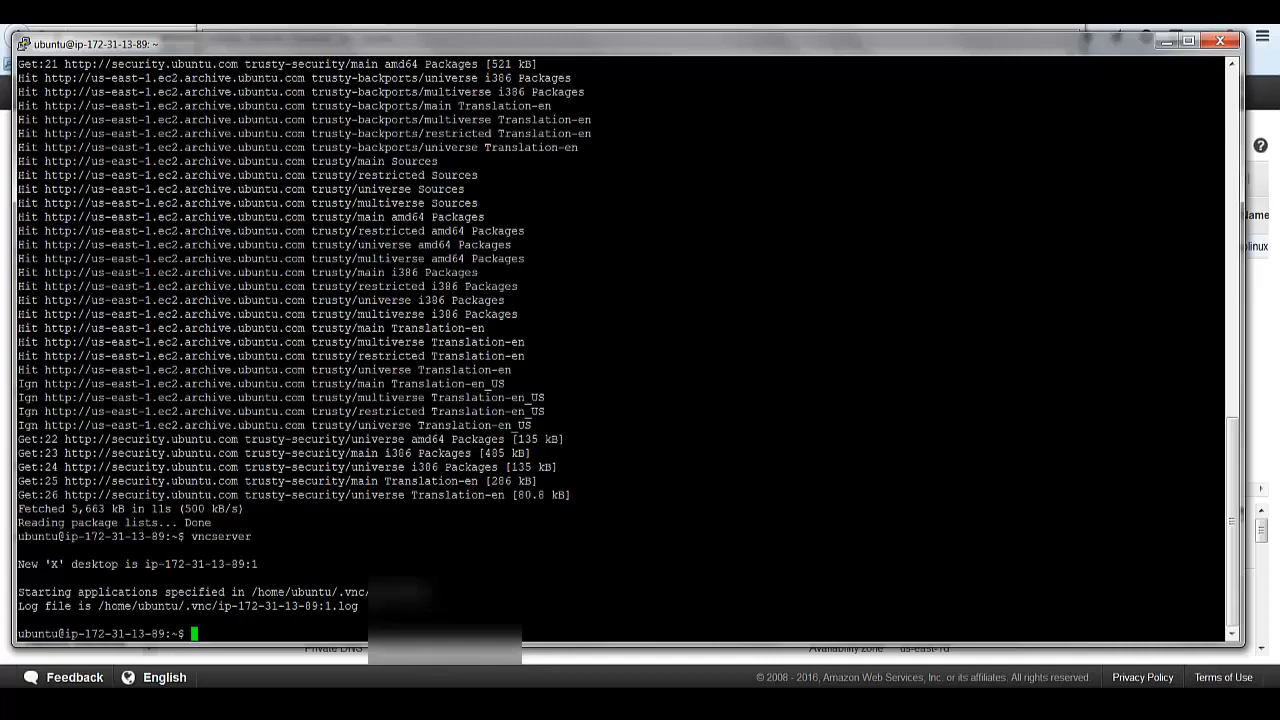 ubuntu@ip-172-31-13-89: ~
Get:21 http://security.ubuntu.com trusty-security/main amd64 Packages [521 kB]
Hit http://us-east-1.ec2.archive.ubuntu.com trusty-backports/universe i386 Packages
Hit http://us-east-1.ec2.archive.ubuntu.com trusty-backports/multiverse i386 Packages
Hit http://us-east-1.ec2.archive.ubuntu.com trusty-backports/main Translation-en
Hit http://us-east-1.ec2.archive.ubuntu.com trusty-backports/multiverse Translation-en
Hit http://us-east-1.ec2.archive.ubuntu.com trusty-backports/restricted Translation-en
Hit http://us-east-1.ec2.archive.ubuntu.com trusty-backports/universe Translation-en
Hit http://us-east-1.ec2.archive.ubuntu.com trusty/main Sources
Hit http://us-east-1.ec2.archive.ubuntu.com trusty/restricted Sources
Hit http://us-east-1.ec2.archive.ubuntu.com trusty/universe Sources
Hit http://us-east-1.ec2.archive.ubuntu.com trusty/multiverse Sources
Hit http://us-east-1.ec2.archive.ubuntu.com trusty/main amd64 Packages
Hit http://us-east-1.ec2.archive.ubuntu.com trusty/restricted amd64 Packages
Hit http://us-east-1.ec2.archive.ubuntu.com trusty/universe amd64 Packages
Hit http://us-east-1.ec2.archive.ubuntu.com trusty/multiverse amd64 Packages
Hit http://us-east-1.ec2.archive.ubuntu.com trusty/main i386 Packages
Hit http://us-east-1.ec2.archive.ubuntu.com trusty/restricted i386 Packages
Hit http://us-east-1.ec2.archive.ubuntu.com trusty/universe i386 Packages
Hit http://us-east-1.ec2.archive.ubuntu.com trusty/multiverse i386 Packages
Hit http://us-east-1.ec2.archive.ubuntu.com trusty/main Translation-en
Hit http://us-east-1.ec2.archive.ubuntu.com trusty/multiverse Translation-en
Hit http://us-east-1.ec2.archive.ubuntu.com trusty/restricted Translation-en
Hit http://us-east-1.ec2.archive.ubuntu.com trusty/universe Translation-en
Ign http://us-east-1.ec2.archive.ubuntu.com trusty/main Translation-en_US
Ign http://us-east-1.ec2.archive.ubuntu.com trusty/multiverse Translation-en_US
Ign http://us-east-1.ec2.archive.ubuntu.com trusty/restricted Translation-en_US
Ign http://us-east-1.ec2.archive.ubuntu.com trusty/universe Translation-en_US
Get:22 http://security.ubuntu.com trusty-security/universe amd64 Packages [135 kB]
Get:23 http://security.ubuntu.com trusty-security/main i386 Packages [485 kB]
Get:24 http://security.ubuntu.com trusty-security/universe i386 Packages [135 kB]
Get:25 http://security.ubuntu.com trusty-security/main Translation-en [286 kB]
Get:26 http://security.ubuntu.com trusty-security/universe Translation-en [80.8 kB]
Fetched 5,663 kB in 11s (500 kB/s)
Reading package lists... Done
ubuntu@ip-172-31-13-89:~$ vncserver
New 'X' desktop is ip-172-31-13-89:1
Starting applications specified in /home/ubuntu/.vnc/
Log file is /home/ubuntu/.vnc/ip-172-31-13-89:1.log
ubuntu@ip-172-31-13-89:~$
Name
linux
Private DNS
Availability zone us-east-1d
Feedback English © 2008 - 2016, Amazon Web Services, Inc. or its affiliates. All rights reserved. Privacy Policy Terms of Use